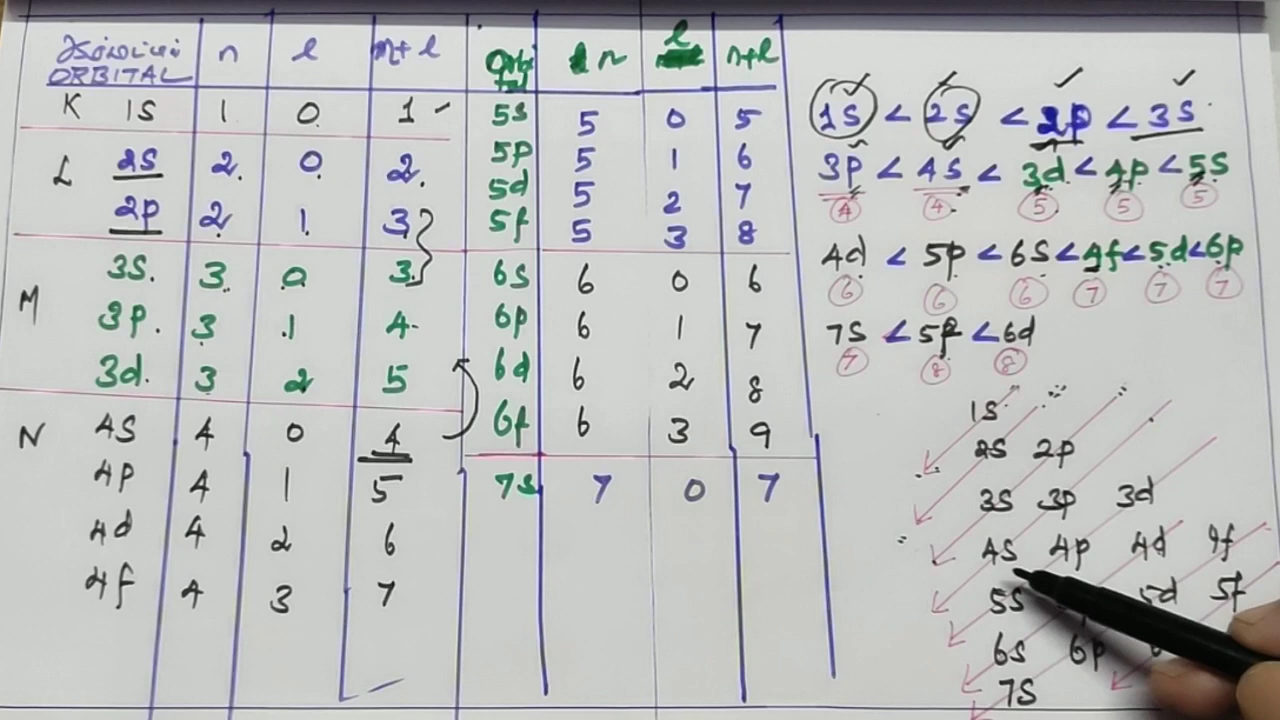 ORBITAL n l n+l
K 1S 1 0 1
L 2S 2 0 2
2p 2 1 3
M 3S 3 0 3
3p 3 1 4
3d 3 2 5
N 4S 4 0 4
4p 4 1 5
4d 4 2 6
4f 4 3 7
Orbi tal n l n+l
5S 5 0 5
5p 5 1 6
5d 5 2 7
5f 5 3 8
6S 6 0 6
6p 6 1 7
6d 6 2 8
6f 6 3 9
7S 7 0 7
1S < 2S < 2p < 3S
3p < 4S < 3d < 4p < 5S
4 4 5 5 5
4d < 5p < 6S < 4f < 5d < 6p
6 6 6 7 7 7
7S < 5f < 6d
7 8 8
1S
2S 2p
3S 3p 3d
4S 4p 4d 4f
5S 5d 5f
6S 6p
7S